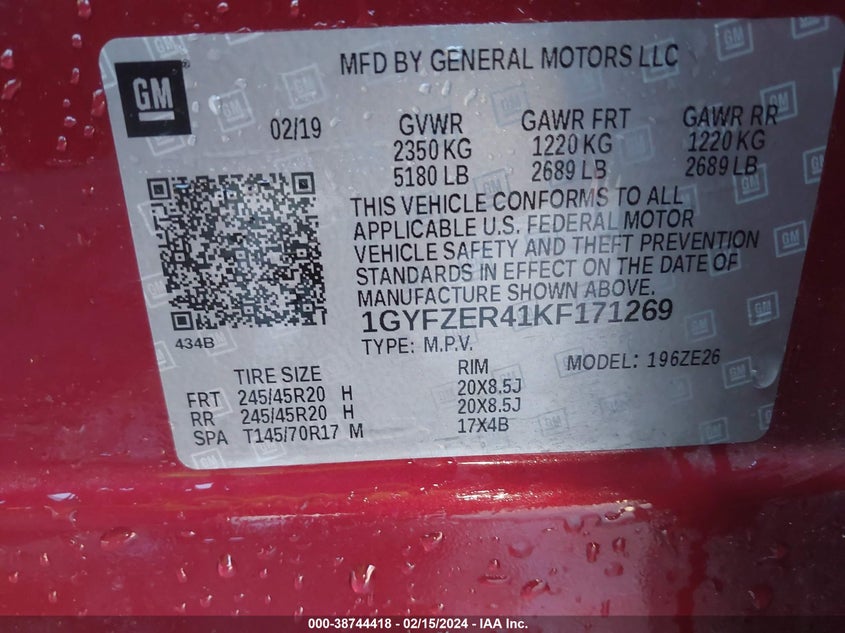 GM
MFD BY GENERAL MOTORS LLC
02/19 GVWR GAWR FRT GAWR RR
2350 KG 1220 KG 1220 KG
5180 LB 2689 LB 2689 LB
THIS VEHICLE CONFORMS TO ALL
APPLICABLE U.S. FEDERAL MOTOR
VEHICLE SAFETY AND THEFT PREVENTION
STANDARDS IN EFFECT ON THE DATE OF
MANUFACTURE SHOWN ABOVE.
434B
1GYFZER41KF171269
TYPE: M.P.V. MODEL: 196ZE26
TIRE SIZE RIM
FRT 245/45R20 H 20X8.5J
RR 245/45R20 H 20X8.5J
SPA T145/70R17 M 17X4B
000-38744418 - 02/15/2024 - IAA Inc.